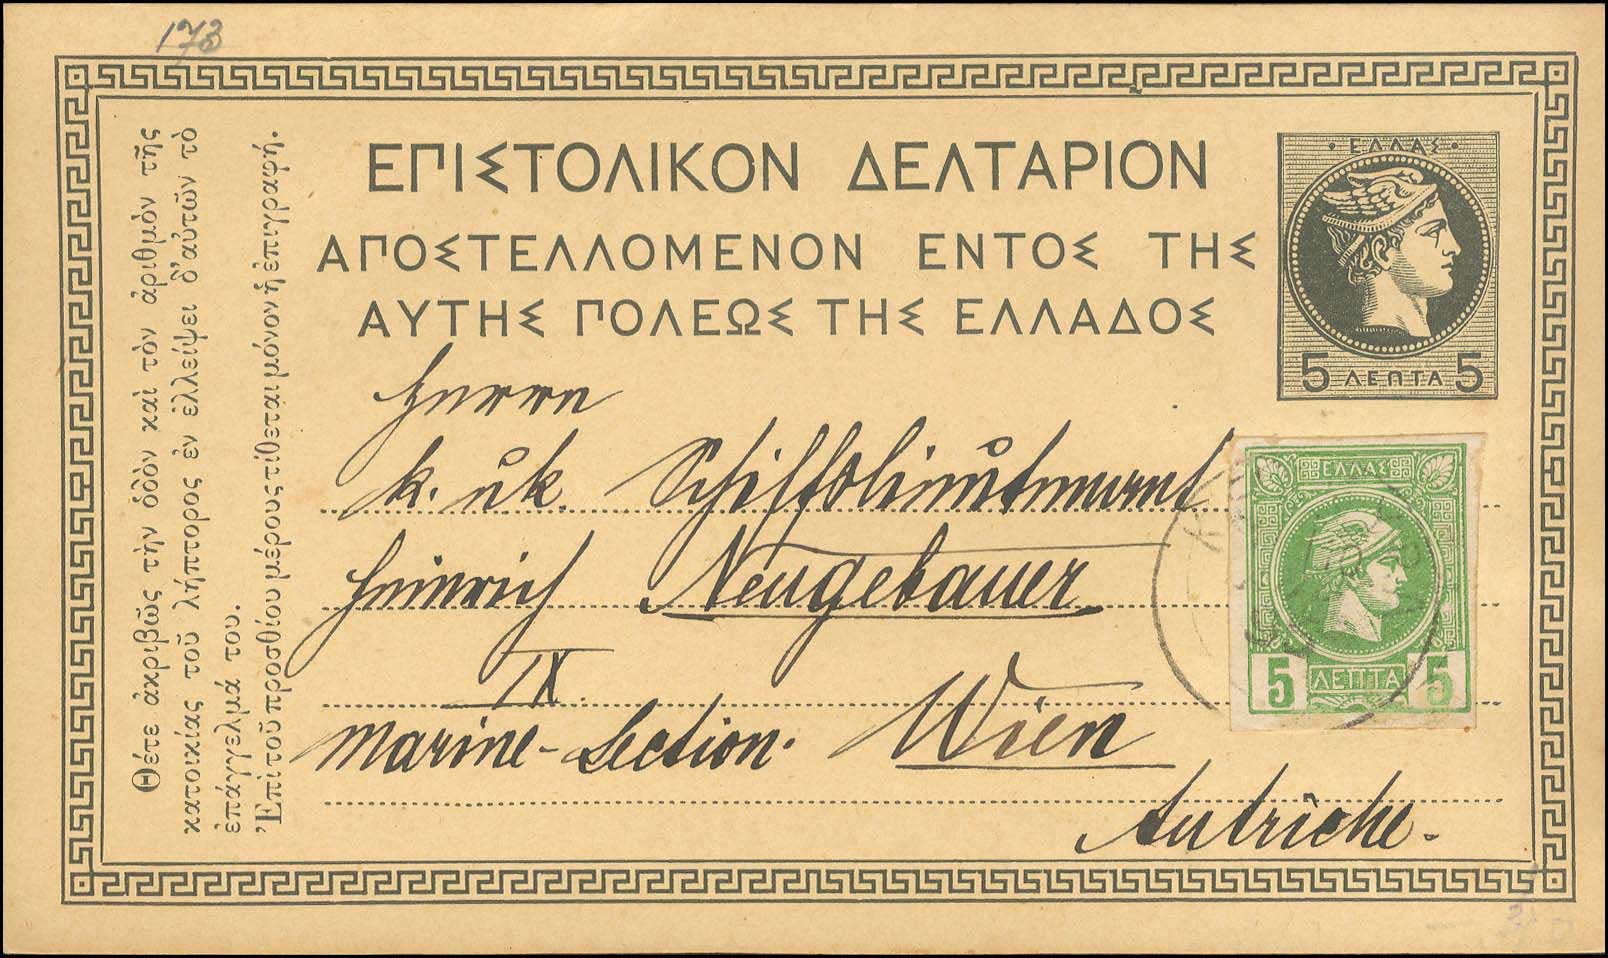 173
ΕΠΙΣΤΟΛΙΚΟΝ ΔΕΛΤΑΡΙΟΝ
ΑΠΟΣΤΕΛΛΟΜΕΝΟΝ ΕΝΤΟΣ ΤΗΣ
ΑΥΤΗΣ ΠΟΛΕΩΣ ΤΗΣ ΕΛΛΑΔΟΣ
Θέτε ἀκριβῶς τὴν ὁδὸν καὶ τὸν ἀριθμὸν τῆς
κατοικίας τοῦ λήπτορος ἐν ἐλλείψει δ'αὐτῶν τὸ
ἐπάγγελμά του.
Ἐπὶ τοῦ προσθίου μέρους τίθεται μόνον ἡ ἐπιγραφή.
ΕΛΛΑΣ
5 ΛΕΠΤΑ 5
Herrn
k. u k. Schiffslieutenant
Heinrich Neugebauer
IX.
Marine-Section. Wien
Autriche.
ΕΛΛΑΣ
5 ΛΕΠΤΑ 5